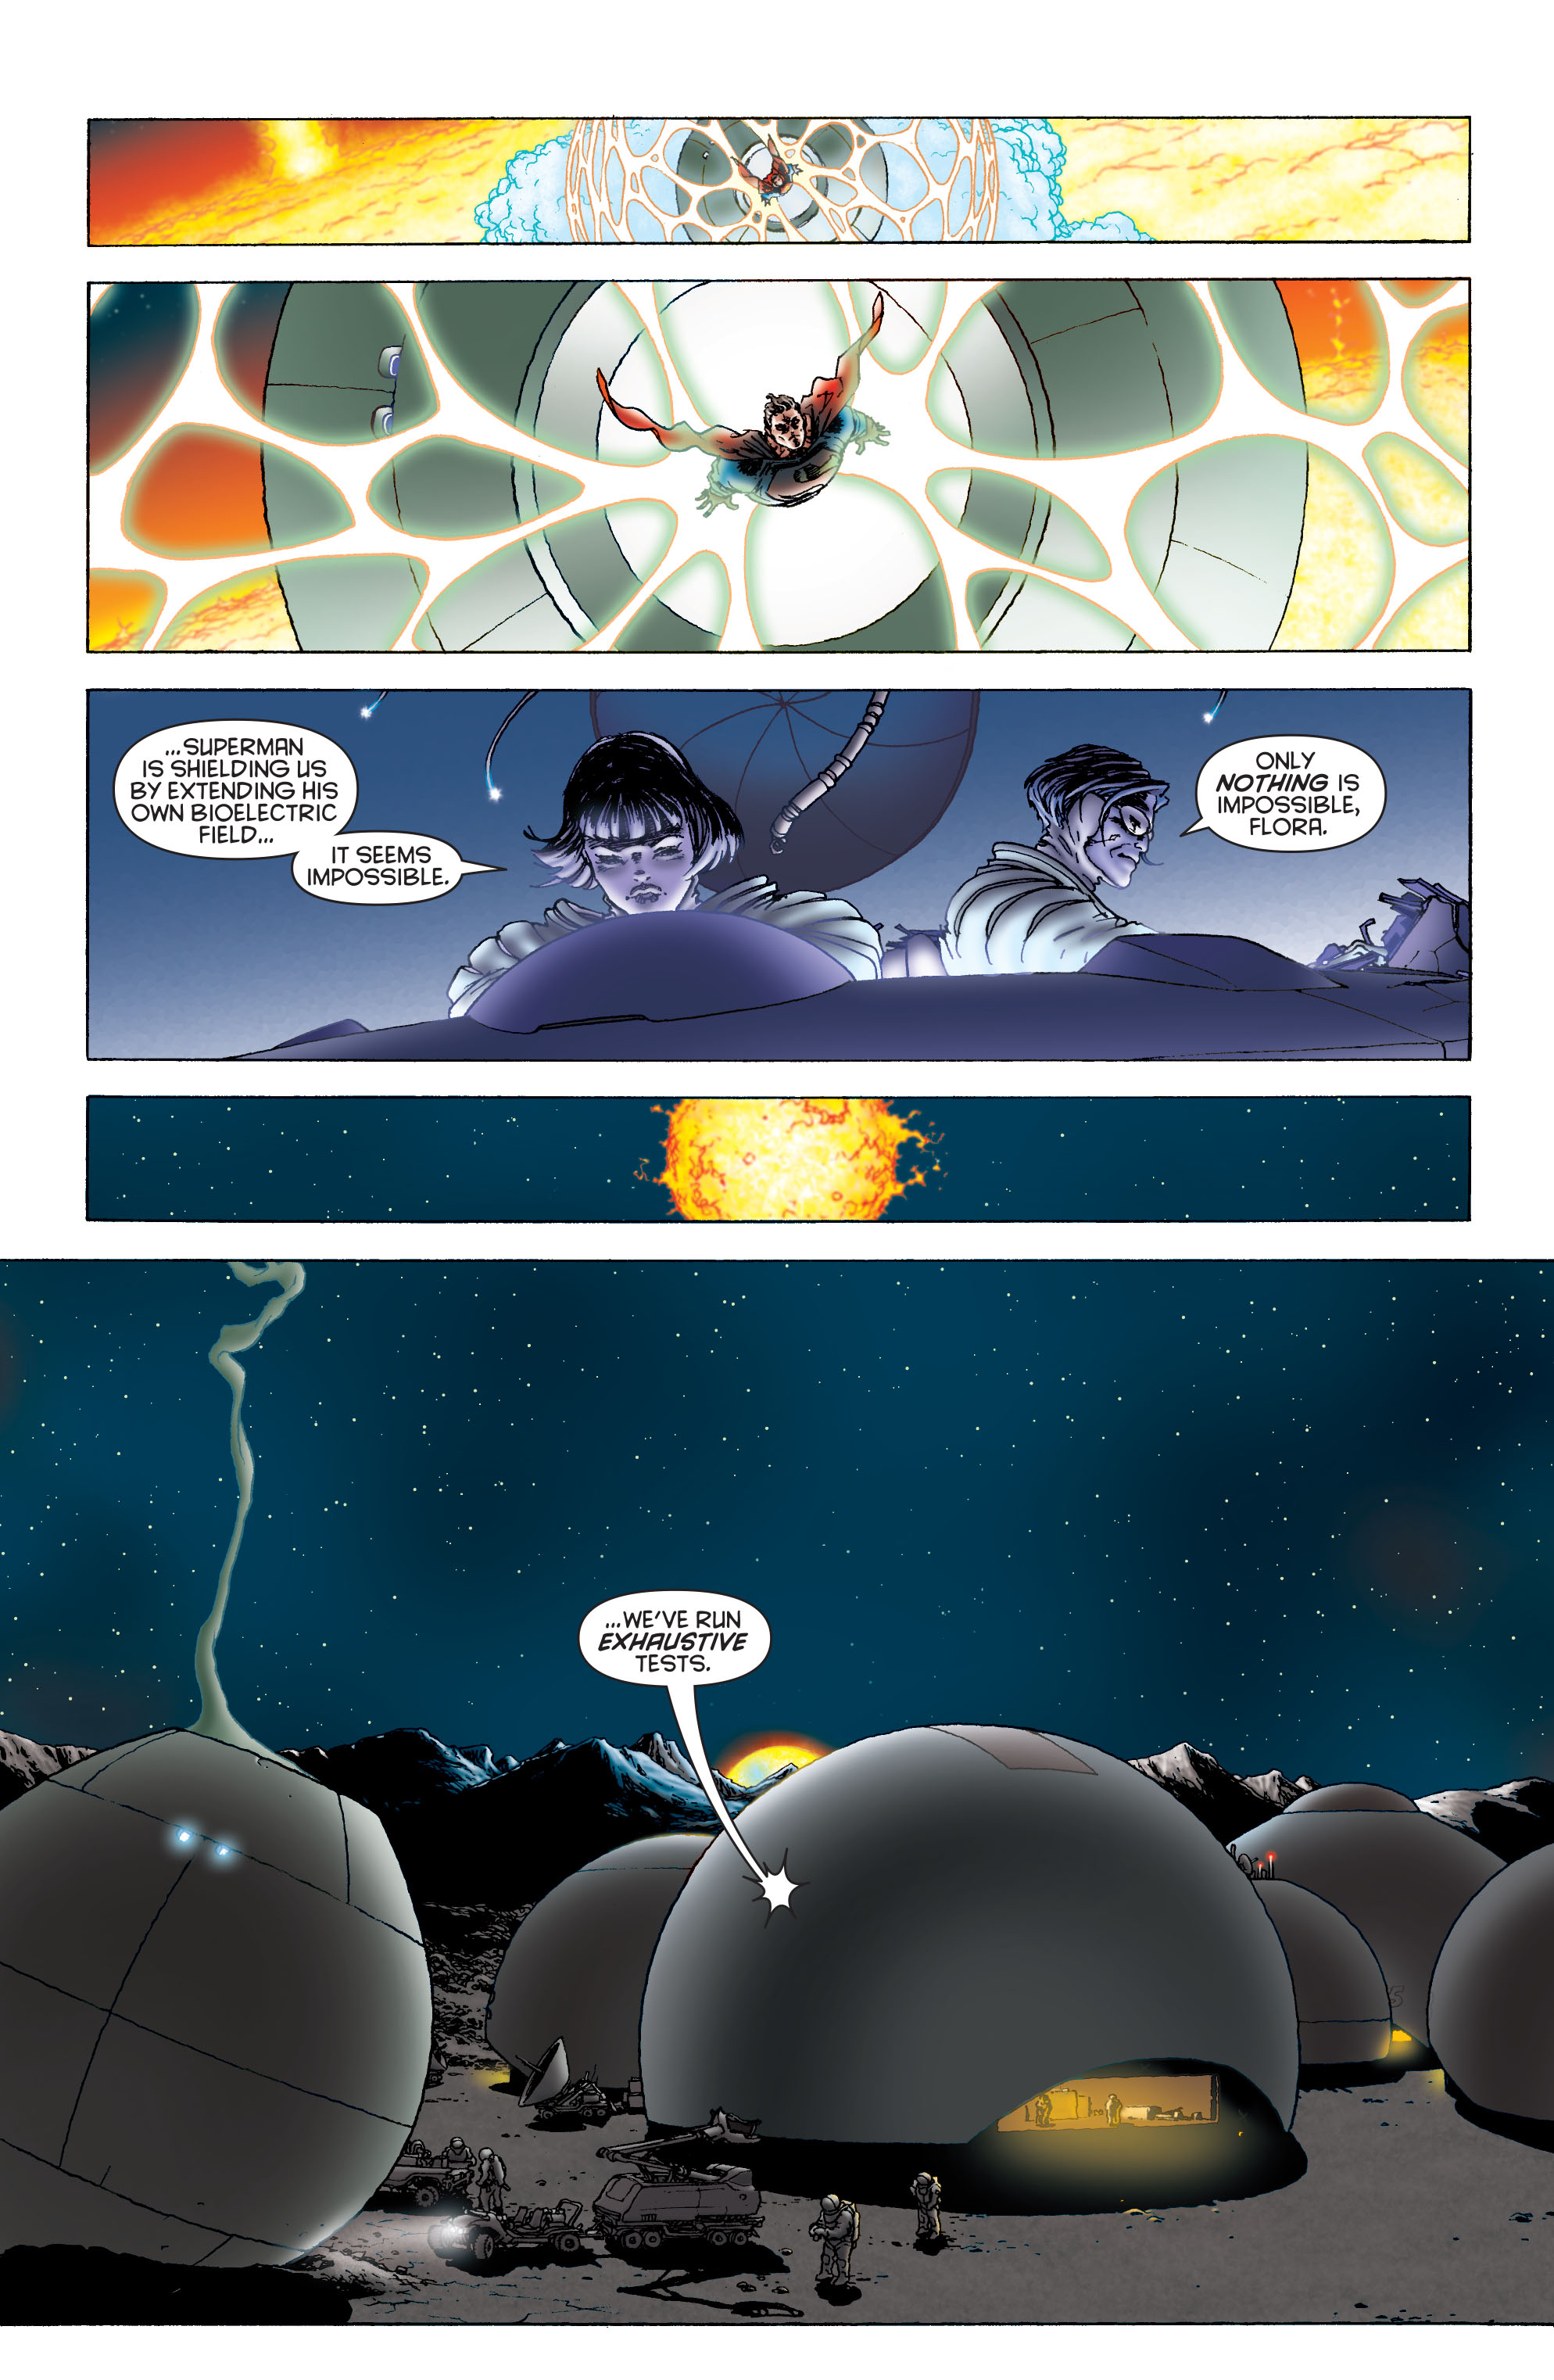 ...SUPERMAN
IS SHIELDING US
BY EXTENDING HIS
OWN BIOELECTRIC
FIELD...
IT SEEMS
IMPOSSIBLE.
ONLY
NOTHING IS
IMPOSSIBLE,
FLORA.
...WE'VE RUN
EXHAUSTIVE
TESTS.
5